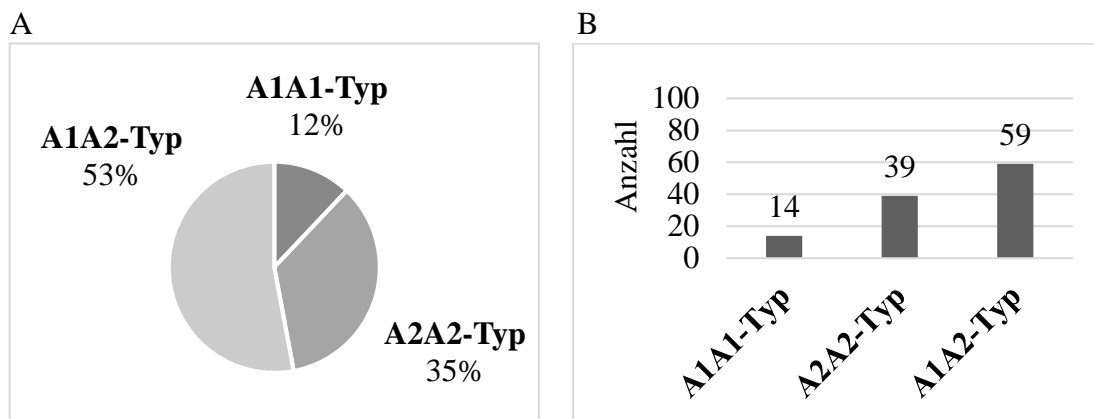 A
A1A1-Typ
12%
A1A2-Typ
53%
A2A2-Typ
35%
B
Anzahl
100
80
60
40
20
0
14
39
59
A1A1-Typ
A2A2-Typ
A1A2-Typ